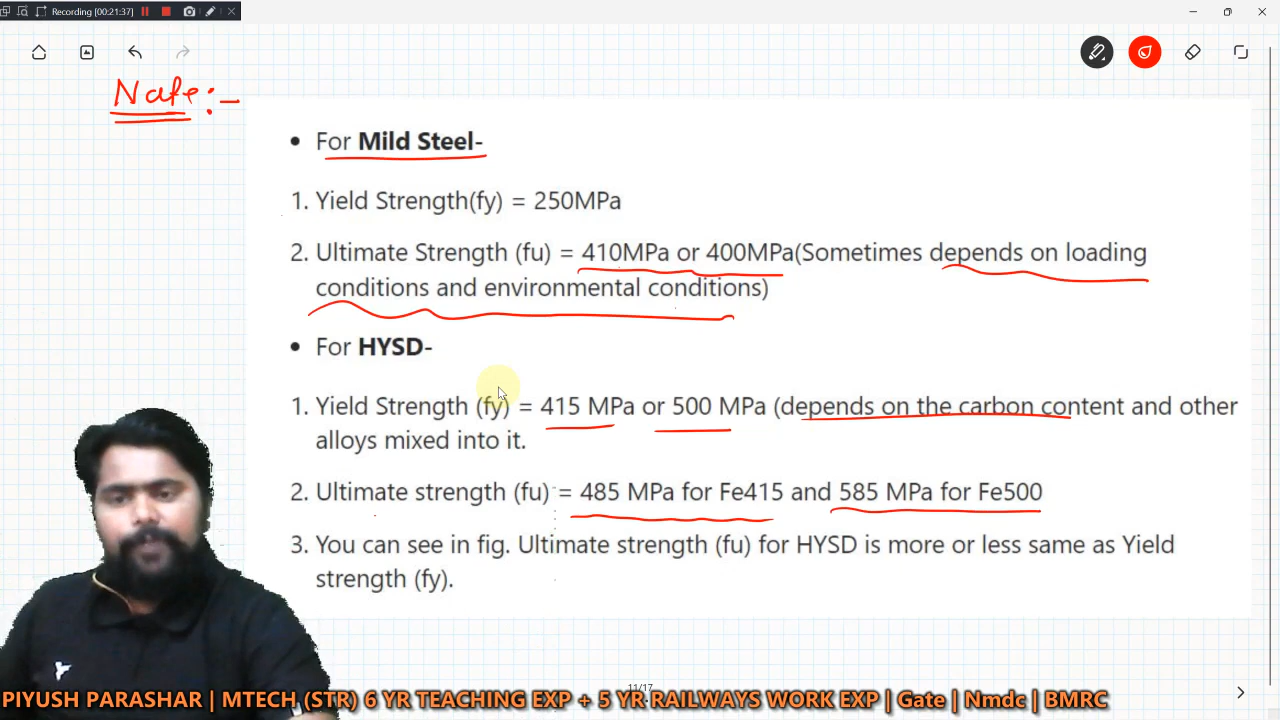 Recording [00:21:37]
Note:-
• For Mild Steel-
1. Yield Strength(fy) = 250MPa
2. Ultimate Strength (fu) = 410MPa or 400MPa(Sometimes depends on loading
conditions and environmental conditions)
• For HYSD-
1. Yield Strength (fy) = 415 MPa or 500 MPa (depends on the carbon content and other
alloys mixed into it.
2. Ultimate strength (fu) = 485 MPa for Fe415 and 585 MPa for Fe500
3. You can see in fig. Ultimate strength (fu) for HYSD is more or less same as Yield
strength (fy).
11/17
PIYUSH PARASHAR | MTECH (STR) 6 YR TEACHING EXP + 5 YR RAILWAYS WORK EXP | Gate | Nmdc | BMRC